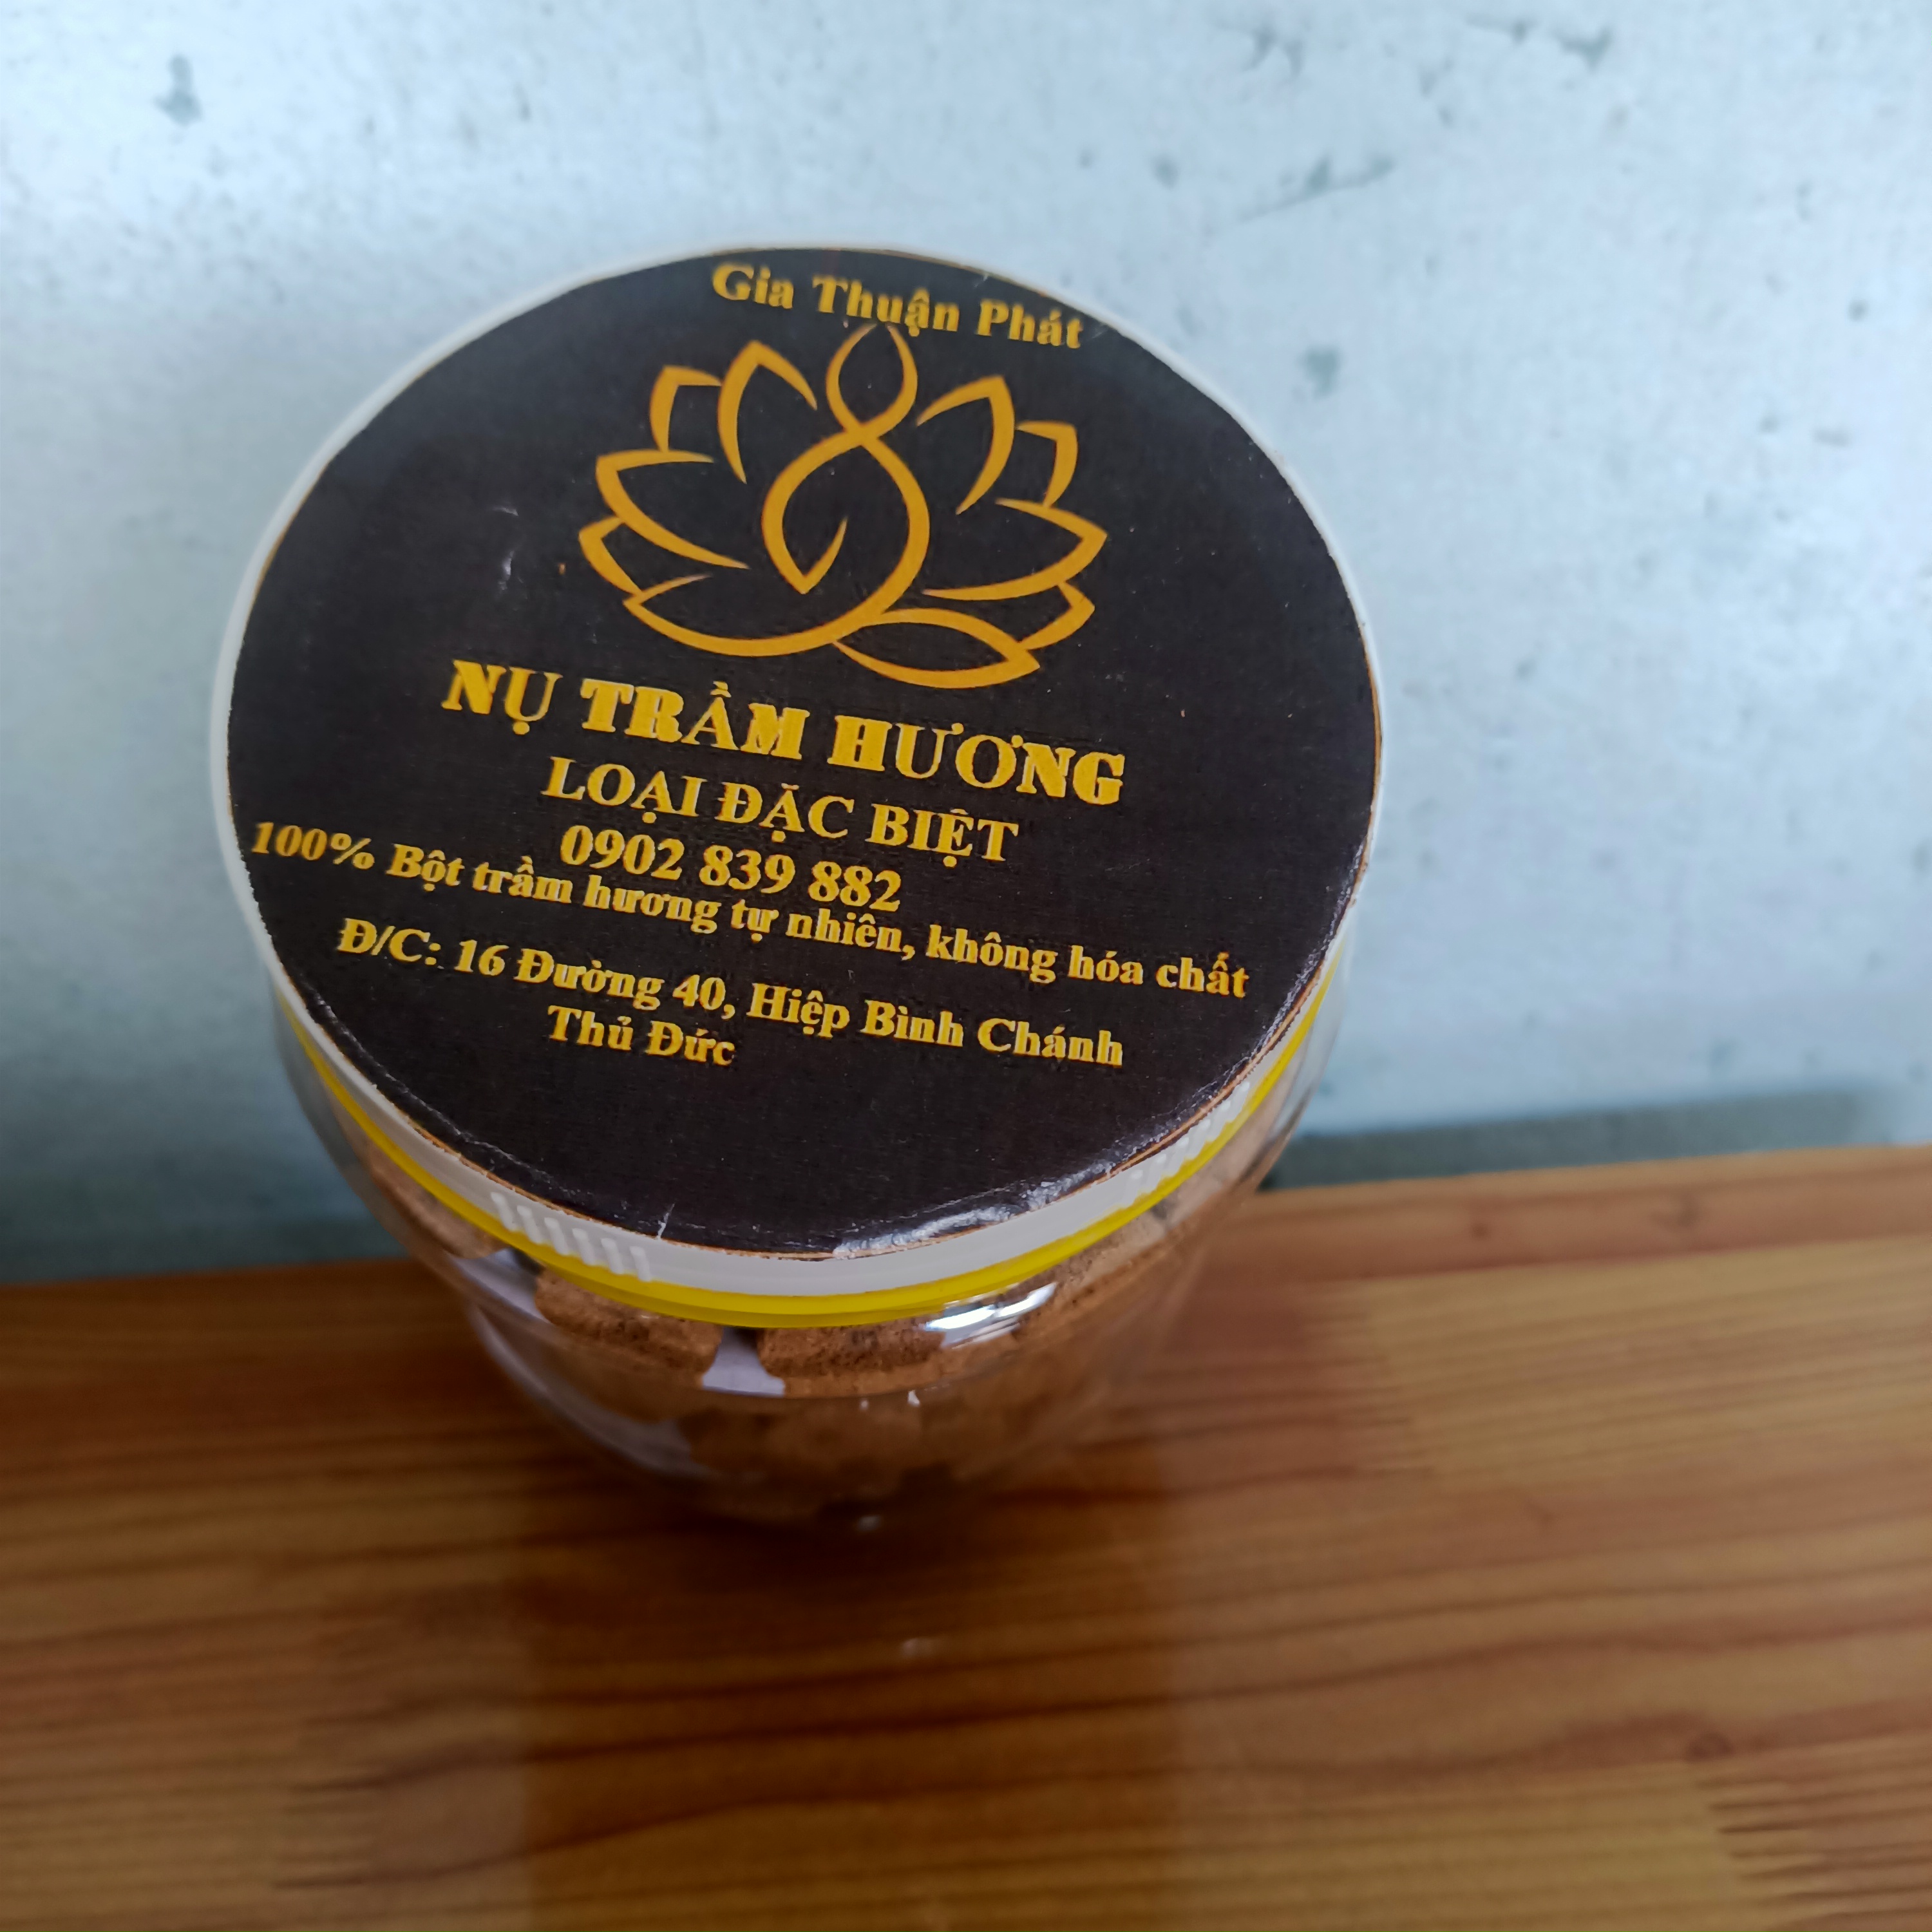 Gia Thuận Phát
NỤ TRẦM HƯƠNG
LOẠI ĐẶC BIỆT
0902 839 882
100% Bột trầm hương tự nhiên, không hóa chất
Đ/C: 16 Đường 40, Hiệp Bình Chánh
Thủ Đức